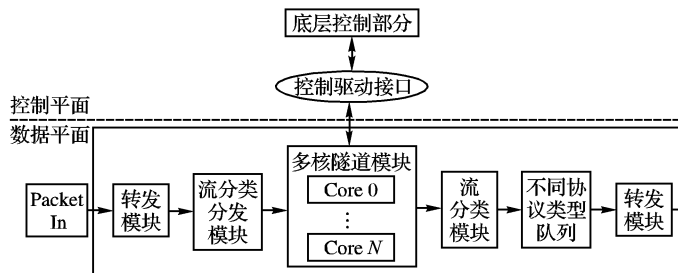 底层控制部分
控制驱动接口
控制平面
数据平面
Packet
In
转发
模块
流分类
分发
模块
多核隧道模块
Core 0
⋮
Core N
流
分类
模块
不同协
议类型
队列
转发
模块